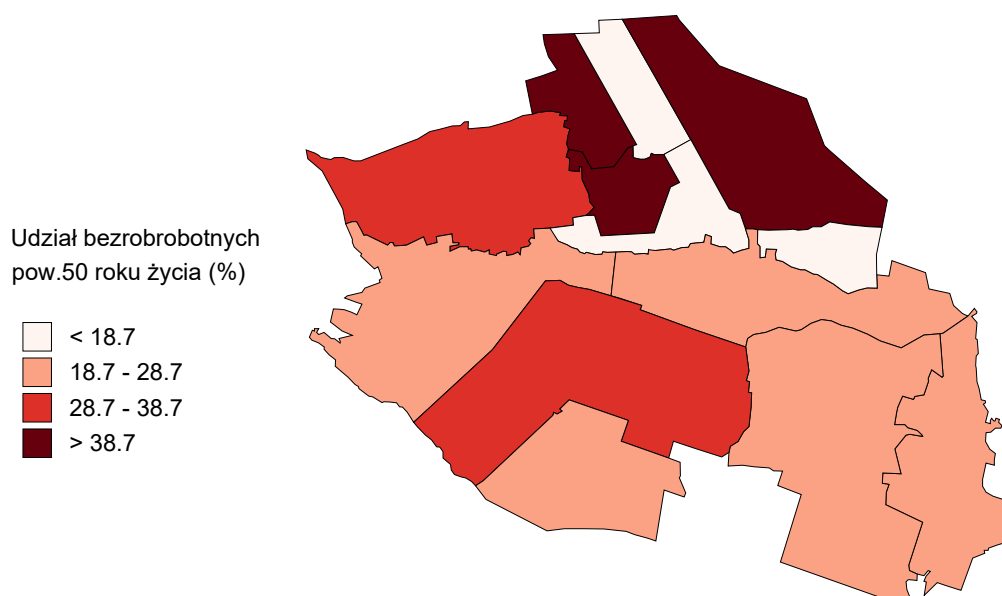 Udział bezrobrobotnych
pow.50 roku życia (%)
< 18.7
18.7 - 28.7
28.7 - 38.7
> 38.7